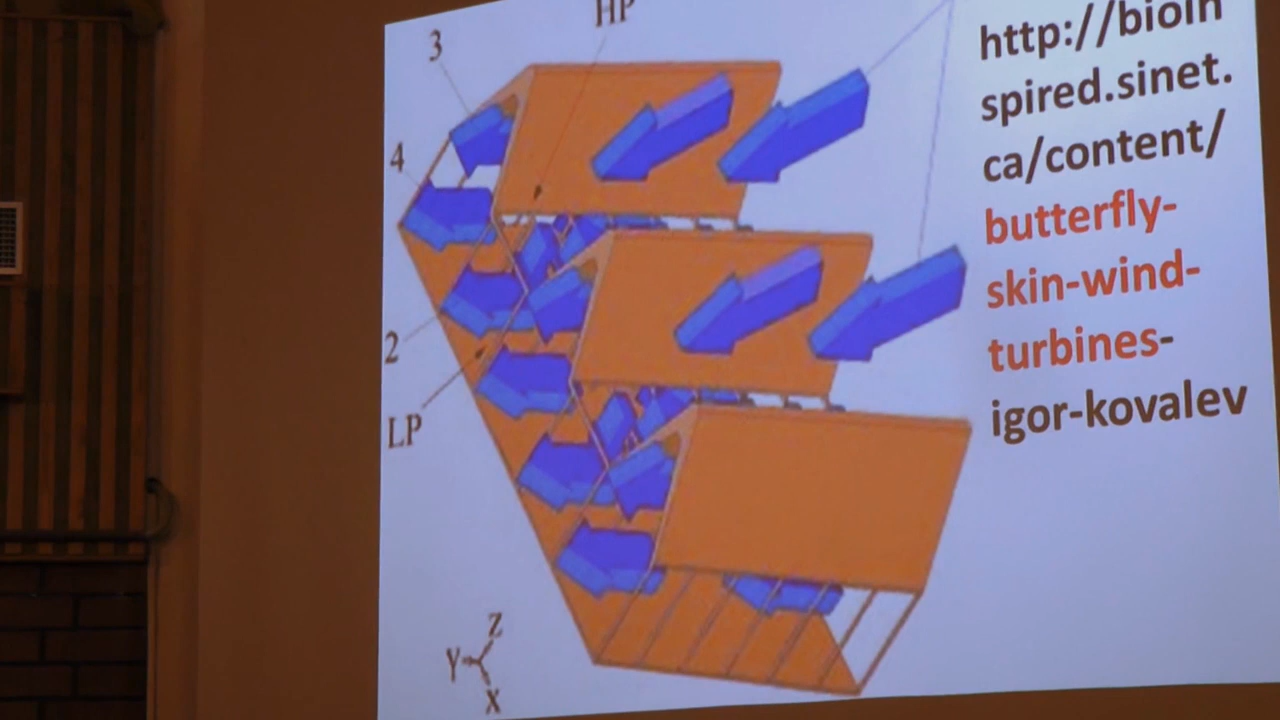 HP
3
4
2
LP
Z
Y
X
http://bioin
spired.sinet.
ca/content/
butterfly-
skin-wind-
turbines-
igor-kovalev